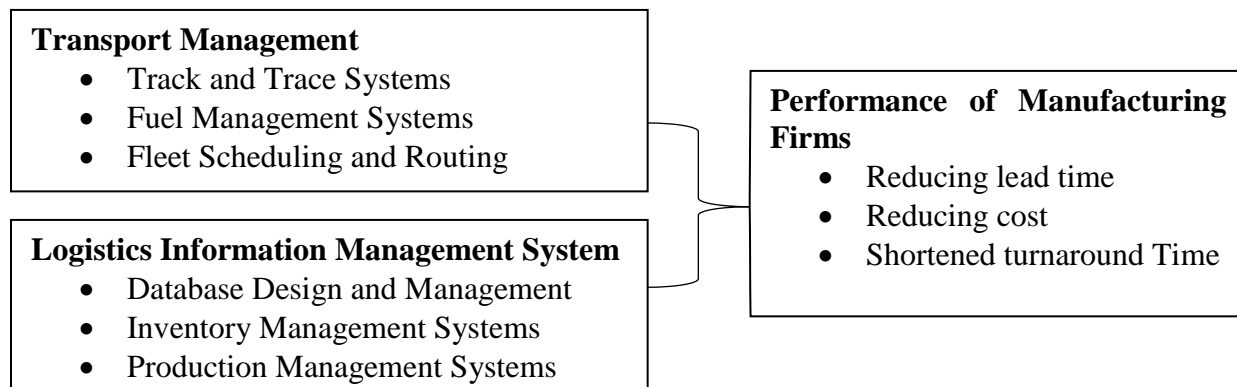 Transport Management
• Track and Trace Systems
• Fuel Management Systems
• Fleet Scheduling and Routing
Logistics Information Management System
• Database Design and Management
• Inventory Management Systems
• Production Management Systems
Performance of Manufacturing
Firms
• Reducing lead time
• Reducing cost
• Shortened turnaround Time